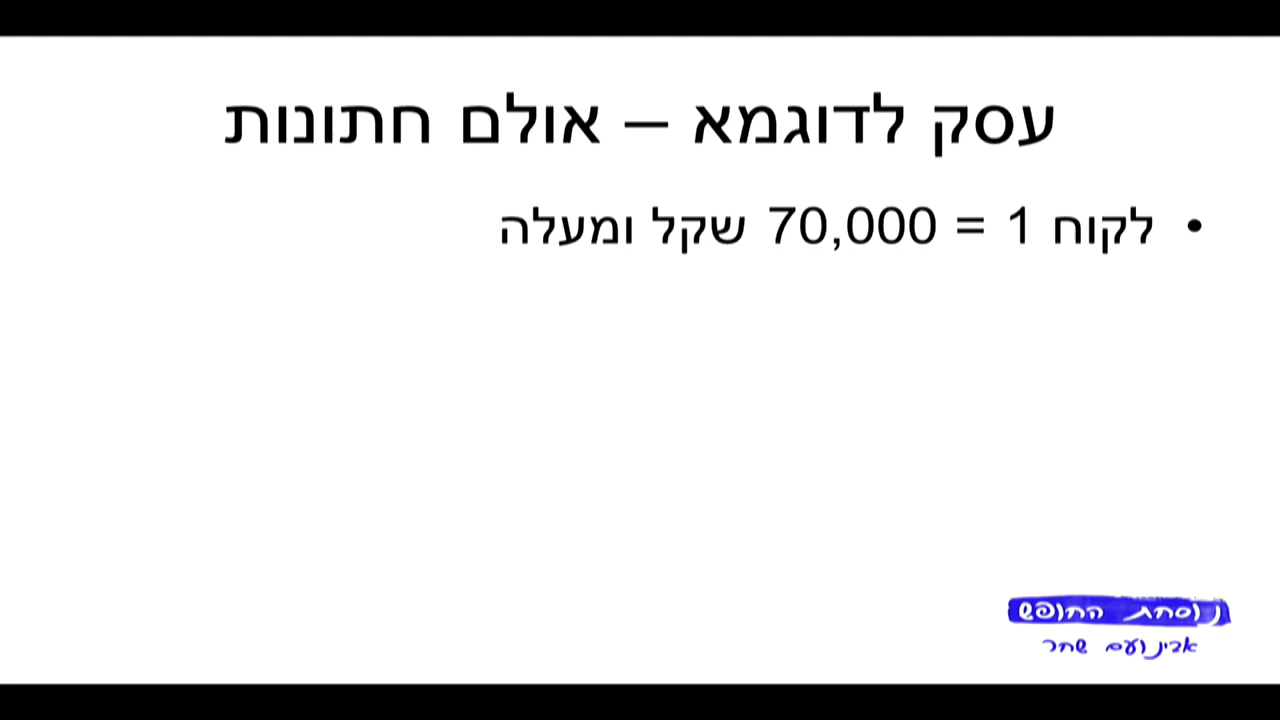 עסק לדוגמא – אולם חתונות
• לקוח 1 = 70,000 שקל ומעלה
נוסחת החופש
אבינועם שחר